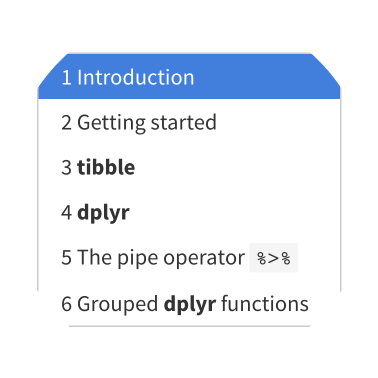 1 Introduction
2 Getting started
3 tibble
4 dplyr
5 The pipe operator %>%
6 Grouped dplyr functions